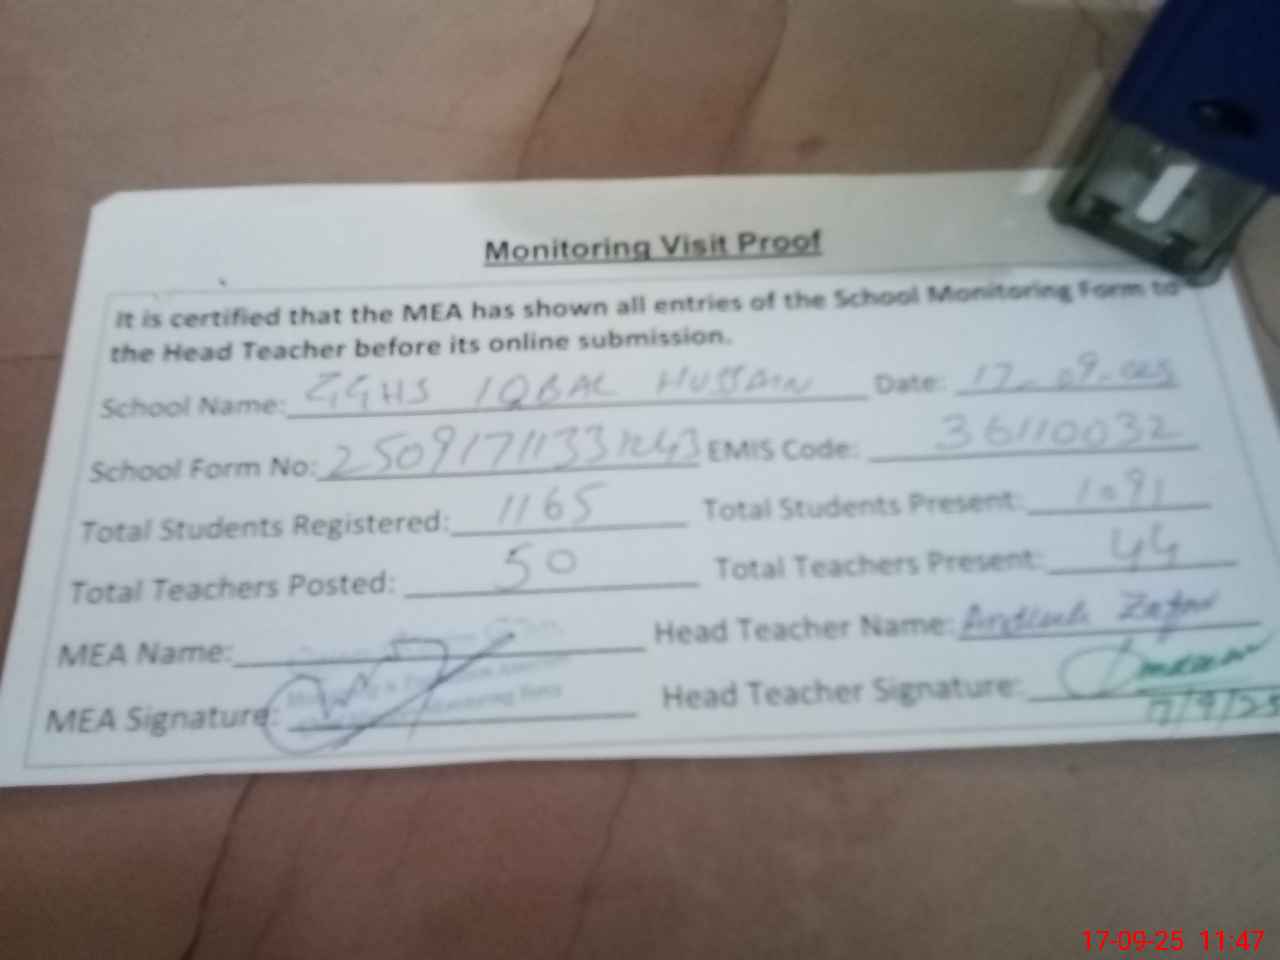 Monitoring Visit Proof
It is certified that the MEA has shown all entries of the School Monitoring Form to
the Head Teacher before its online submission.
School Name: GGHS IQBAL HUSSAIN Date: 17-09-025
School Form No: EMIS Code: 36110032
Total Students Registered: 1165 Total Students Present: 1091
Total Teachers Posted: 50 Total Teachers Present: 44
MEA Name: Head Teacher Name: Zafar
MEA Signature: Head Teacher Signature:
17/9/25
17-09-25 11:47